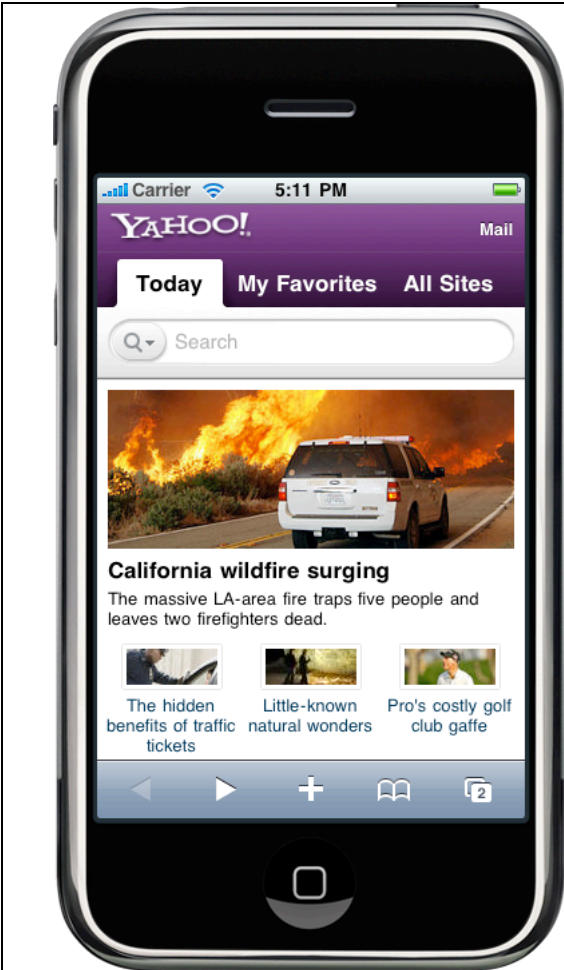 Carrier 5:11 PM
YAHOO!
Mail
Today My Favorites All Sites
Search
California wildfire surging
The massive LA-area fire traps five people and
leaves two firefighters dead.
The hidden
benefits of traffic
tickets
Little-known
natural wonders
Pro's costly golf
club gaffe
2